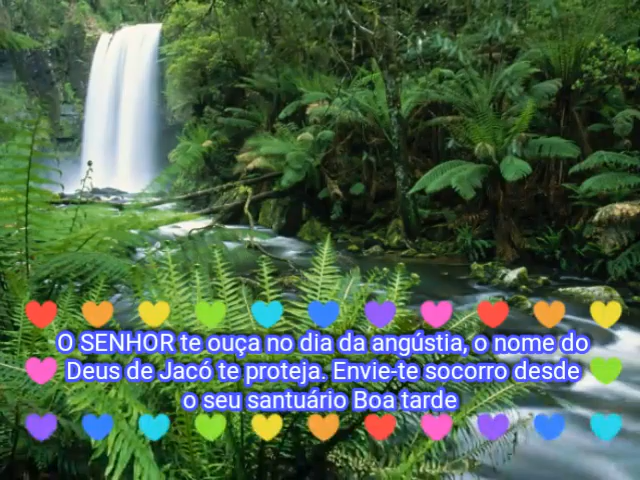 O SENHOR te ouça no dia da angústia, o nome do
Deus de Jacó te proteja. Envie-te socorro desde
o seu santuário Boa tarde